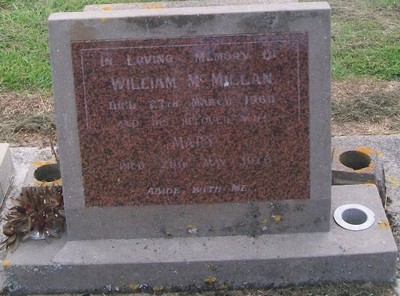 In Loving Memory of
William McMillan
Died 27th March 1960
and his beloved wife
Mary
Died 28th May 1976
Abide with me.